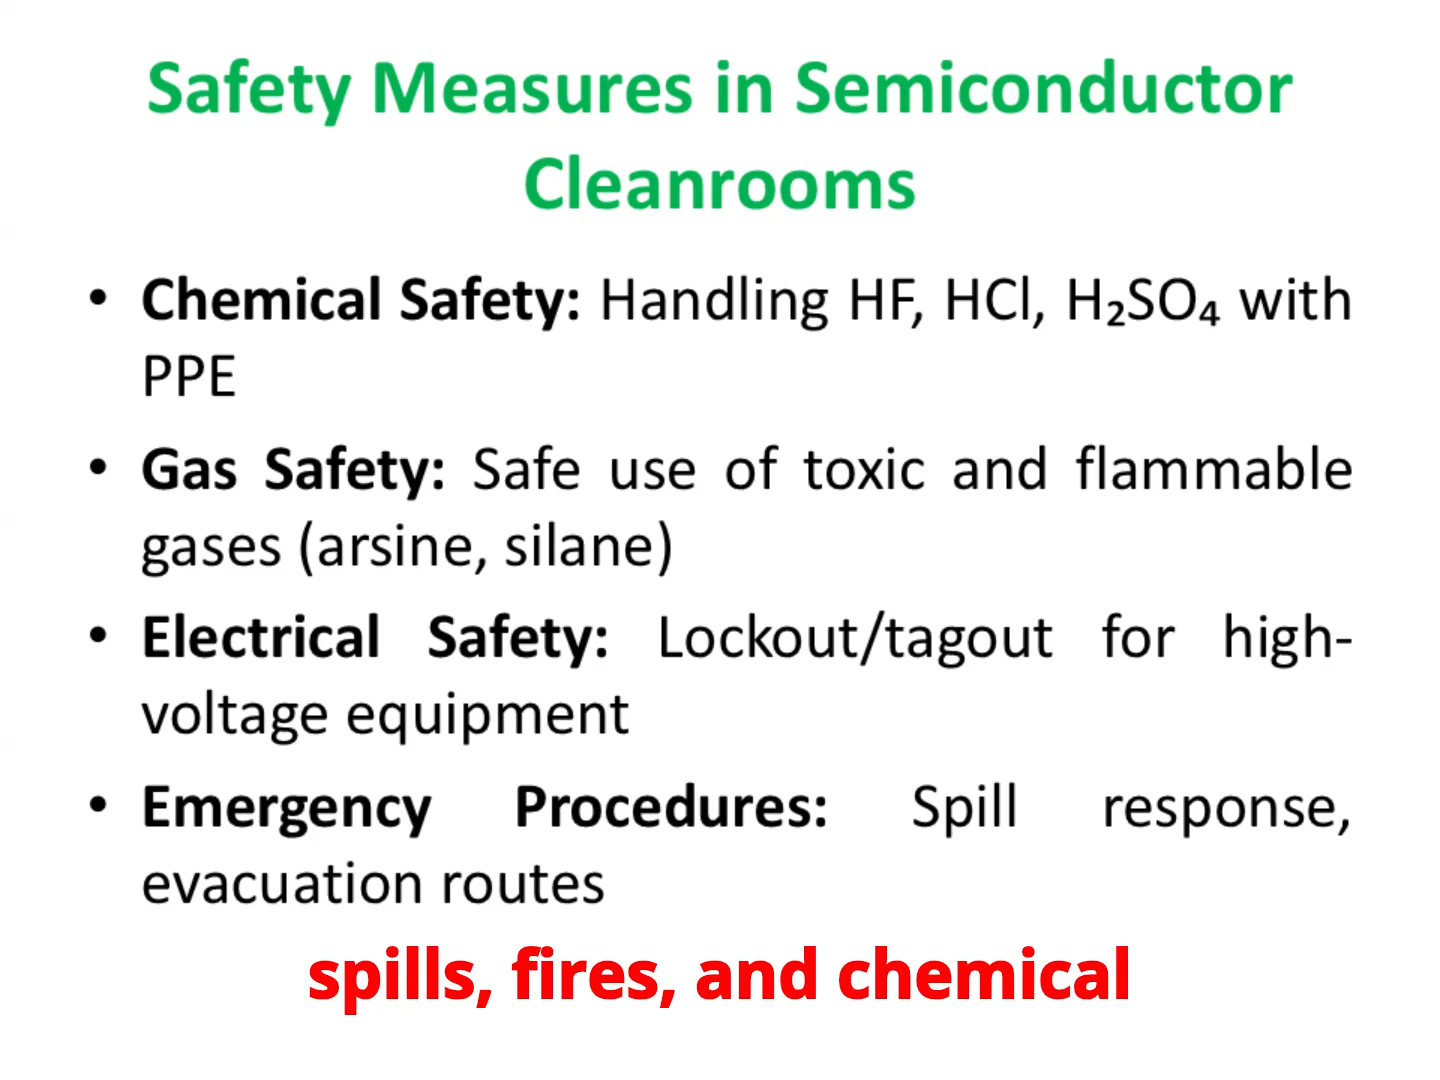 Safety Measures in Semiconductor
Cleanrooms
• Chemical Safety: Handling HF, HCl, H₂SO₄ with
PPE
• Gas Safety: Safe use of toxic and flammable
gases (arsine, silane)
• Electrical Safety: Lockout/tagout for high-
voltage equipment
• Emergency Procedures: Spill response,
evacuation routes
spills, fires, and chemical